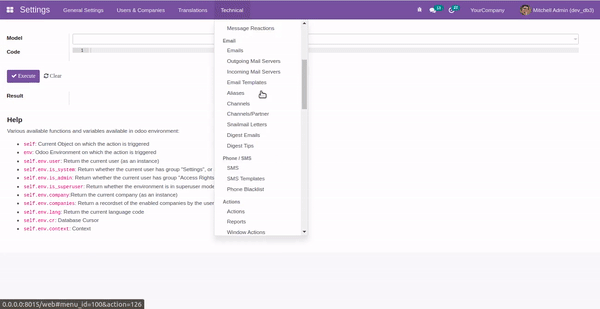 Settings General Settings Users & Companies Translations Technical YourCompany Mitchell Admin (dev_db3)
Model
Code
1
Execute Clear
Result
Help
Various available functions and variables available in odoo environment:
self: Current Object on which the action is triggered
env: Odoo Environment on which the action is triggered
self.env.user: Return the current user (as an instance)
self.env.is_system: Return whether the current user has group "Settings", or
self.env.is_admin: Return whether the current user has group "Access Rights
self.env.is_superuser: Return whether the environment is in superuser mode
self.env.company: Return the current company (as an instance)
self.env.companies: Return a recordset of the enabled companies by the user
self.env.lang: Return the current language code
self.env.cr: Database Cursor
self.env.context: Context
Message Reactions
Email
Emails
Outgoing Mail Servers
Incoming Mail Servers
Email Templates
Aliases
Channels
Channels/Partner
Snailmail Letters
Digest Emails
Digest Tips
Phone / SMS
SMS
SMS Templates
Phone Blacklist
Actions
Actions
Reports
Window Actions
0.0.0.0:8015/web#menu_id=100&action=126